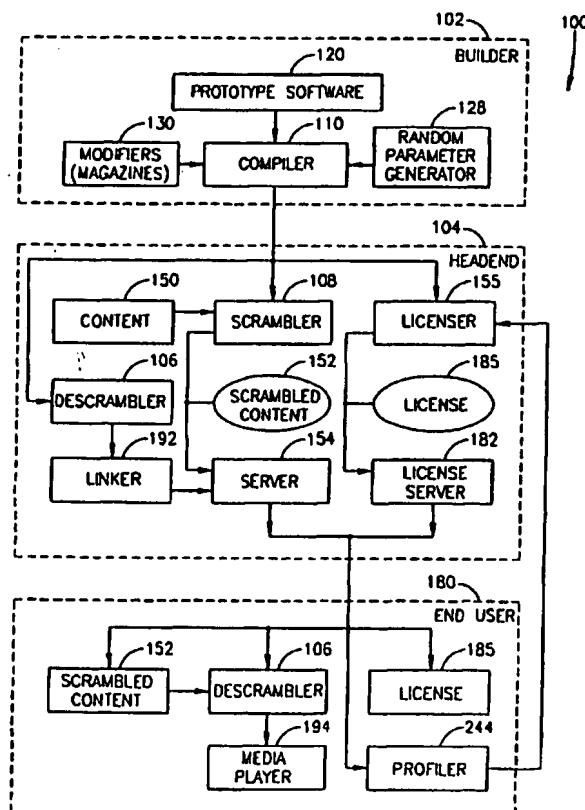 100
102
BUILDER
120
PROTOTYPE SOFTWARE
130
110
128
MODIFIERS
(MAGAZINES)
COMPILER
RANDOM
PARAMETER
GENERATOR
104
HEADEND
150
108
155
CONTENT
SCRAMBLER
LICENSER
106
152
185
DESCRAMBLER
SCRAMBLED
CONTENT
LICENSE
192
154
182
LINKER
SERVER
LICENSE
SERVER
180
END USER
152
106
185
SCRAMBLED
CONTENT
DESCRAMBLER
LICENSE
194
244
MEDIA
PLAYER
PROFILER